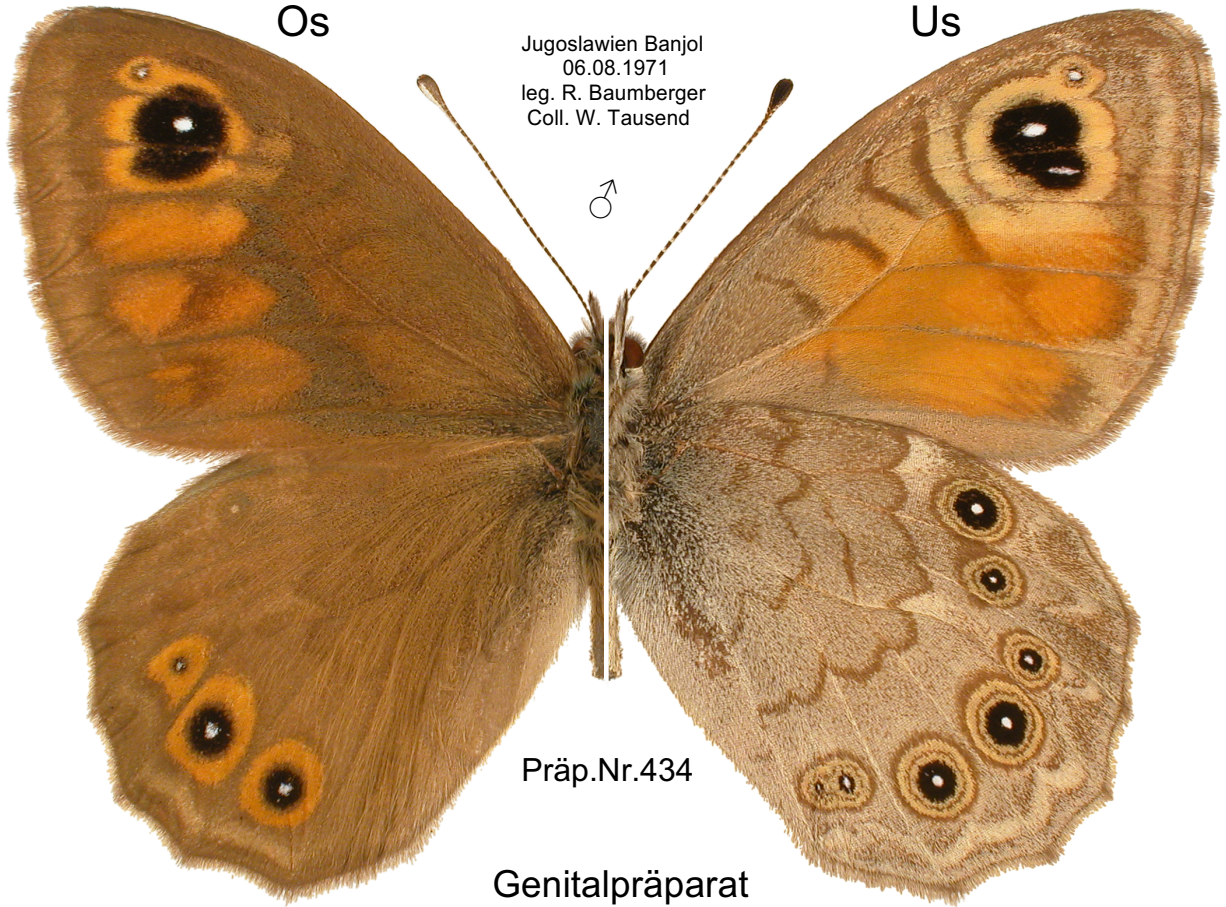 Os
Us
Jugoslawien Banjol
06.08.1971
leg. R. Baumberger
Coll. W. Tausend
♂
Präp.Nr.434
Genitalpräparat